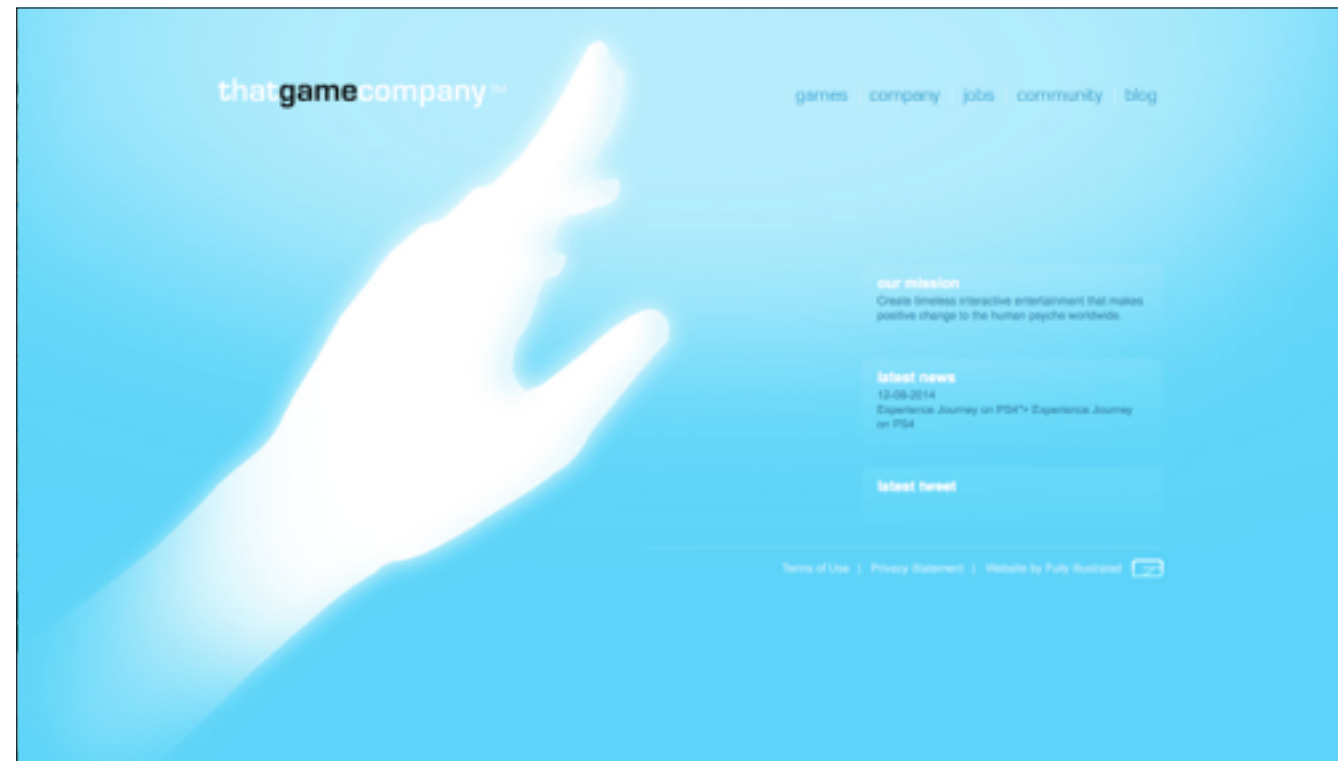 thatgamecompany™
games company jobs community blog
our mission
Create timeless interactive entertainment that makes
positive change to the human psyche worldwide.
latest news
12-08-2014
Experience Journey on PS4"> Experience Journey
on PS4
latest tweet
Terms of Use | Privacy Statement | Website by Fully Illustrated